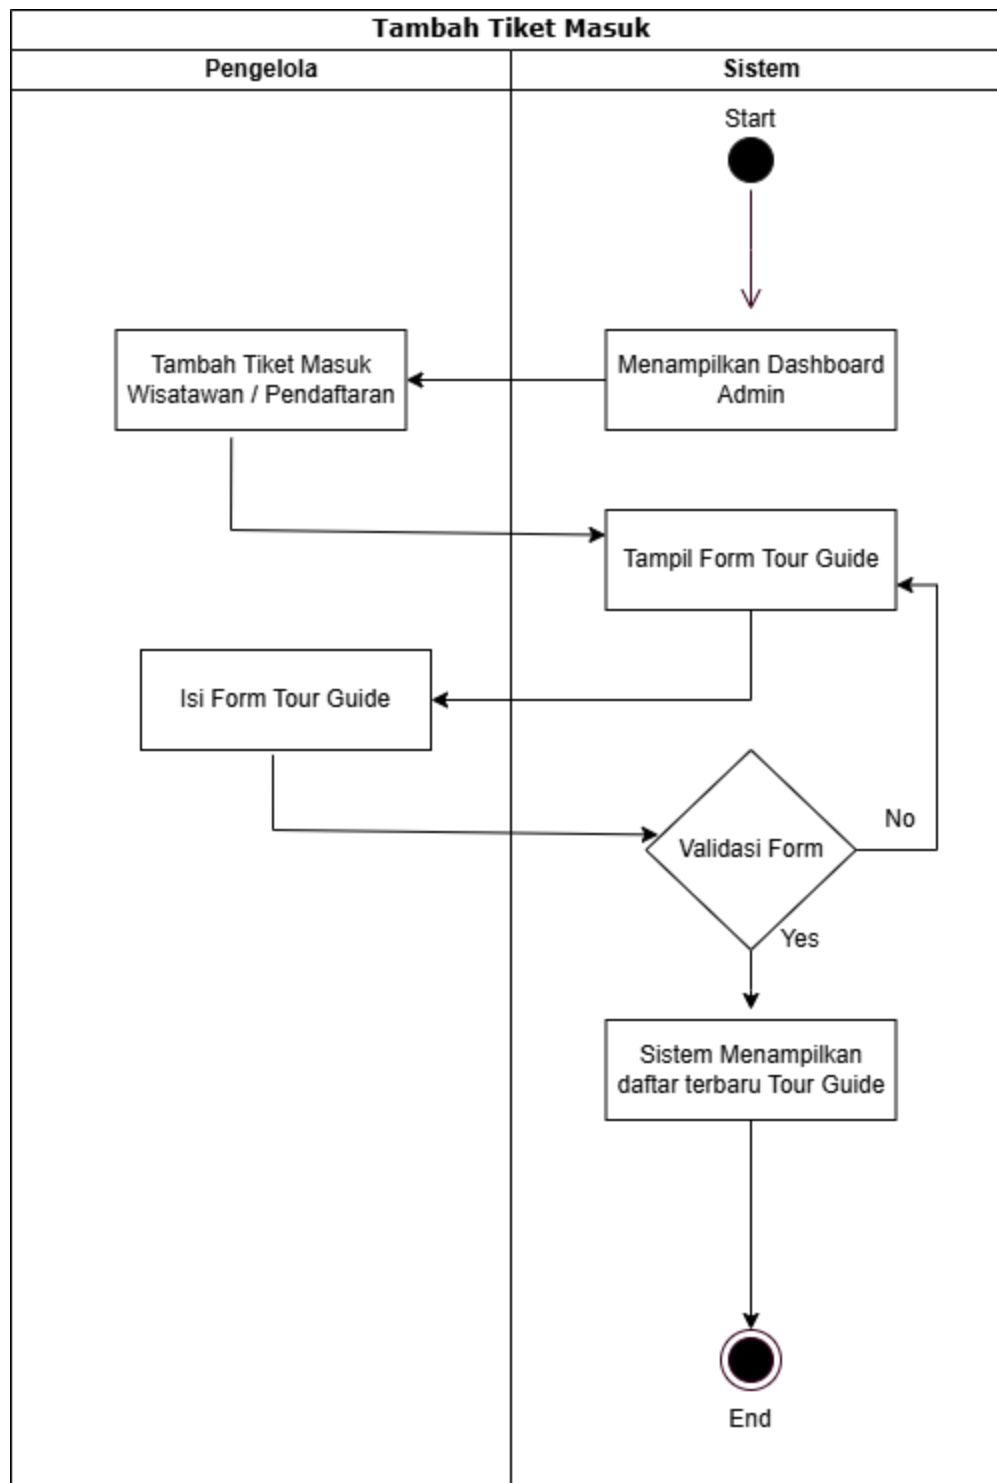 Tambah Tiket Masuk
Pengelola
Sistem
Start
Tambah Tiket Masuk
Wisatawan / Pendaftaran
Menampilkan Dashboard
Admin
Tampil Form Tour Guide
Isi Form Tour Guide
No
Validasi Form
Yes
Sistem Menampilkan
daftar terbaru Tour Guide
End